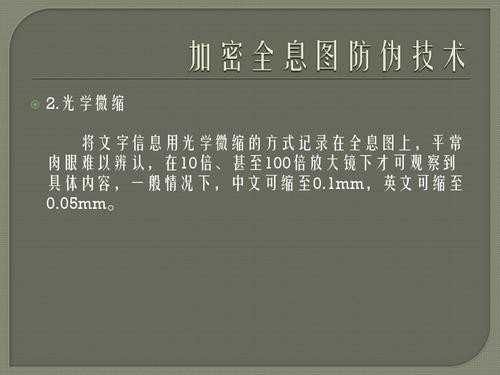 加密全息图防伪技术
2.光学微缩
将文字信息用光学微缩的方式记录在全息图上，平常
肉眼难以辨认，在10倍、甚至100倍放大镜下才可观察到
具体内容，一般情况下，中文可缩至0.1mm，英文可缩至
0.05mm。